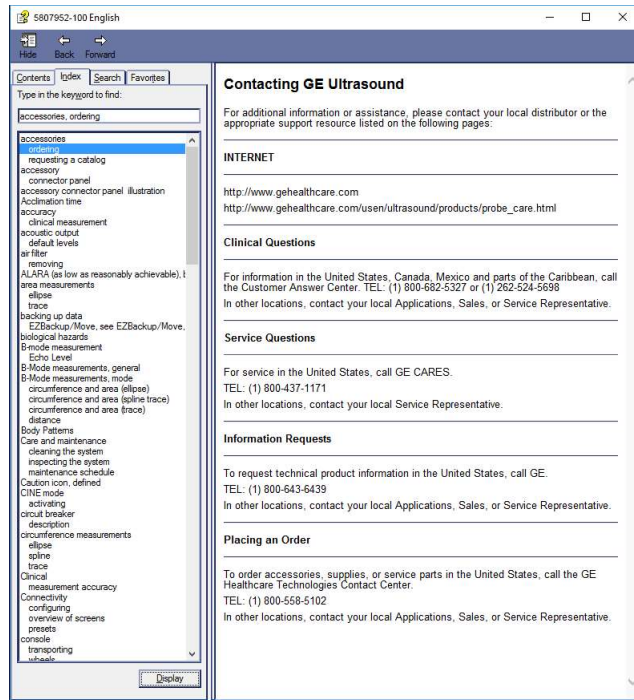 5807952-100 English
Hide Back Forward
Contents Index Search Favorites
Type in the keyword to find:
accessories, ordering
accessories
ordering
requesting a catalog
accessory
connector panel
accessory connector panel illustration
Acclimation time
accuracy
clinical measurement
acoustic output
default levels
air filter
removing
ALARA (as low as reasonably achievable), b
area measurements
ellipse
trace
backing up data
EZBackup/Move, see EZBackup/Move.
biological hazards
B-mode measurement
Echo Level
B-Mode measurements, general
B-Mode measurements, mode
circumference and area (ellipse)
circumference and area (spline trace)
circumference and area (trace)
distance
Body Patterns
Care and maintenance
cleaning the system
inspecting the system
maintenance schedule
Caution icon, defined
CINE mode
activating
circuit breaker
description
circumference measurements
ellipse
spline
trace
Clinical
measurement accuracy
Connectivity
configuring
overview of screens
presets
console
transporting
wheels
Display
Contacting GE Ultrasound
For additional information or assistance, please contact your local distributor or the
appropriate support resource listed on the following pages:
INTERNET
http://www.gehealthcare.com
http://www.gehealthcare.com/usen/ultrasound/products/probe_care.html
Clinical Questions
For information in the United States, Canada, Mexico and parts of the Caribbean, call
the Customer Answer Center. TEL: (1) 800-682-5327 or (1) 262-524-5698
In other locations, contact your local Applications, Sales, or Service Representative.
Service Questions
For service in the United States, call GE CARES.
TEL: (1) 800-437-1171
In other locations, contact your local Service Representative.
Information Requests
To request technical product information in the United States, call GE.
TEL: (1) 800-643-6439
In other locations, contact your local Applications, Sales, or Service Representative.
Placing an Order
To order accessories, supplies, or service parts in the United States, call the GE
Healthcare Technologies Contact Center.
TEL: (1) 800-558-5102
In other locations, contact your local Applications, Sales, or Service Representative.